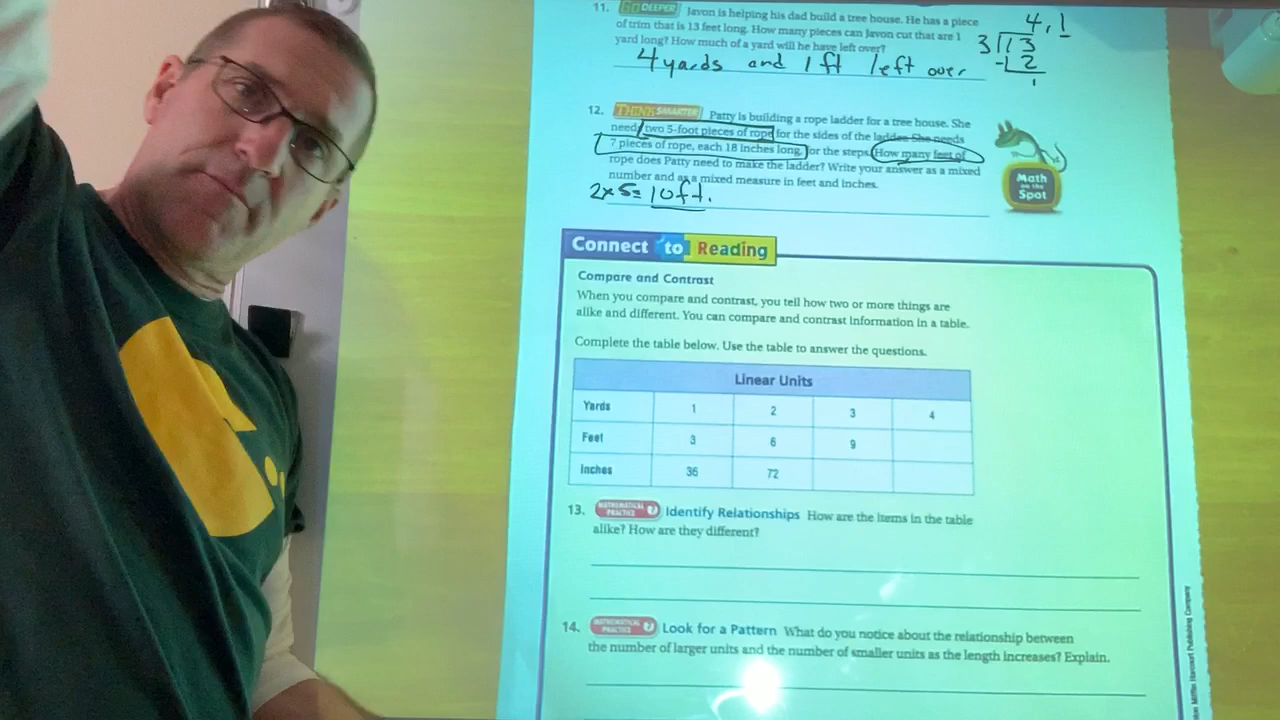 11. GO DEEPER Javon is helping his dad build a tree house. He has a piece
of trim that is 13 feet long. How many pieces can Javon cut that are 1
yard long? How much of a yard will he have left over?
4 yards and 1 ft left over
4,1
3 13
-12
1
12. THINK SMARTER Patty is building a rope ladder for a tree house. She
needs two 5-foot pieces of rope for the sides of the ladder. She needs
7 pieces of rope, each 18 inches long, for the steps. How many feet of
rope does Patty need to make the ladder? Write your answer as a mixed
number and as a mixed measure in feet and inches.
2x5= 10ft.
Math
on the
Spot
Connect to Reading
Compare and Contrast
When you compare and contrast, you tell how two or more things are
alike and different. You can compare and contrast information in a table.
Complete the table below. Use the table to answer the questions.
Linear Units
Yards 1 2 3 4
Feet 3 6 9
Inches 36 72
13. MATHEMATICAL PRACTICE 7 Identify Relationships How are the items in the table
alike? How are they different?
14. MATHEMATICAL PRACTICE 7 Look for a Pattern What do you notice about the relationship between
the number of larger units and the number of smaller units as the length increases? Explain.
Mifflin Harcourt Publishing Company